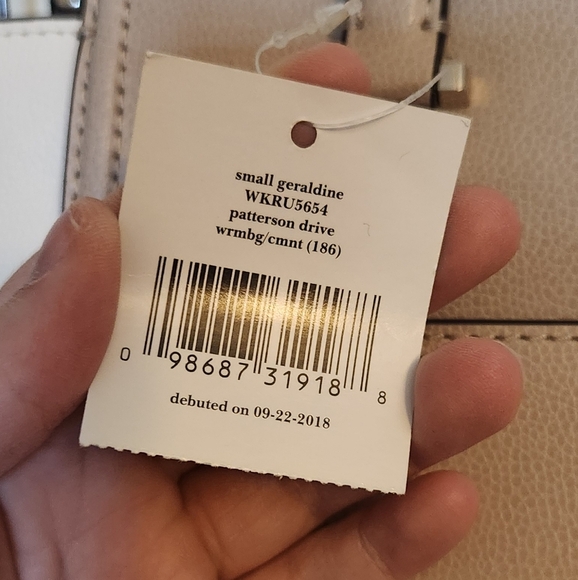 small geraldine
WKRU5654
patterson drive
wrmbg/cmnt (186)
0 98687 31918 8
debuted on 09-22-2018